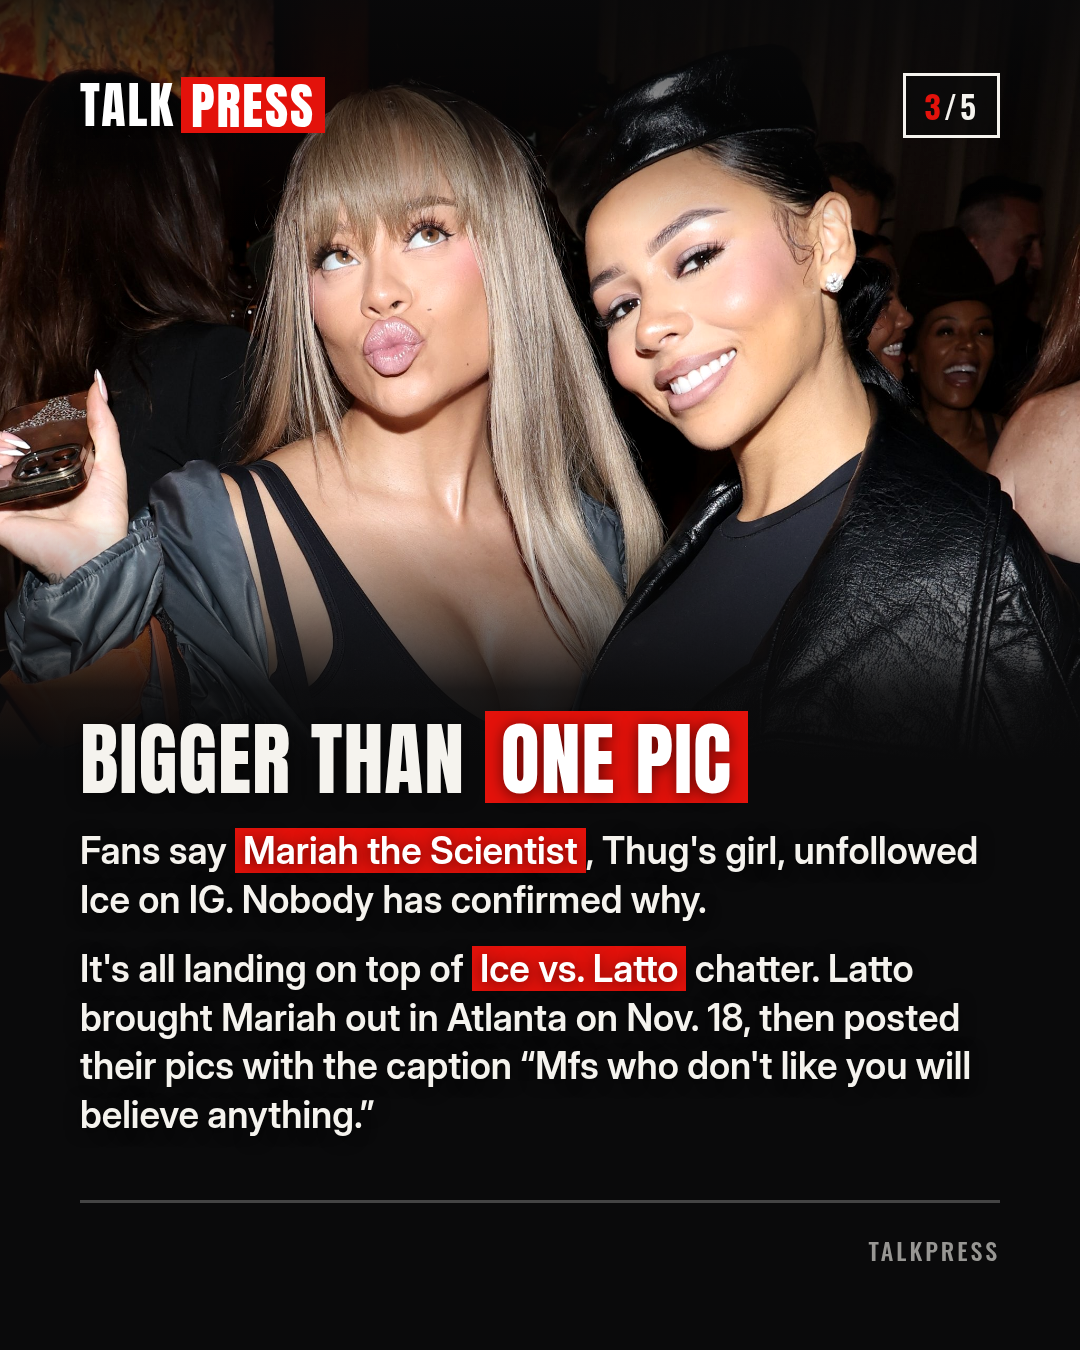 TALK PRESS
3/5
BIGGER THAN ONE PIC
Fans say Mariah the Scientist, Thug's girl, unfollowed
Ice on IG. Nobody has confirmed why.
It's all landing on top of Ice vs. Latto chatter. Latto
brought Mariah out in Atlanta on Nov. 18, then posted
their pics with the caption “Mfs who don't like you will
believe anything.”
TALKPRESS